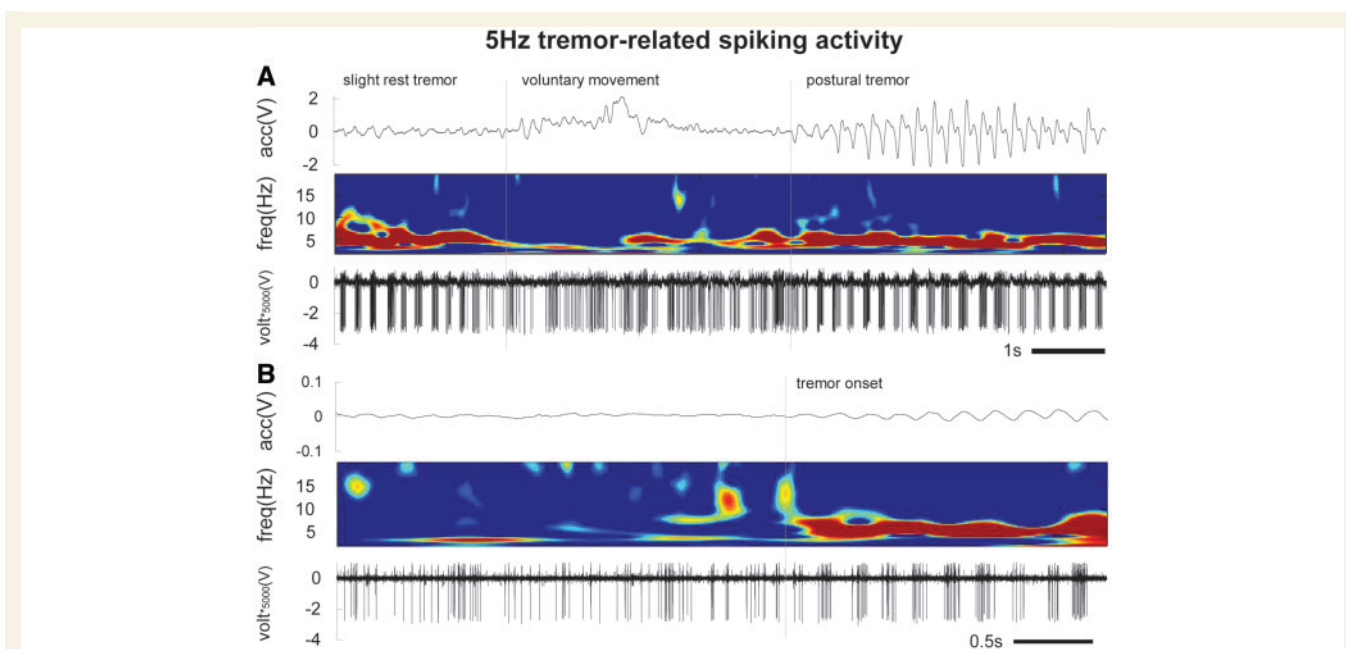 5Hz tremor-related spiking activity
A
slight rest tremor voluntary movement postural tremor
acc(V)
2
0
-2
freq(Hz)
15
10
5
volt*5000(V)
0
-2
-4
1s
B
tremor onset
acc(V)
0.1
0
-0.1
freq(Hz)
15
10
5
volt*5000(V)
0
-2
-4
0.5s